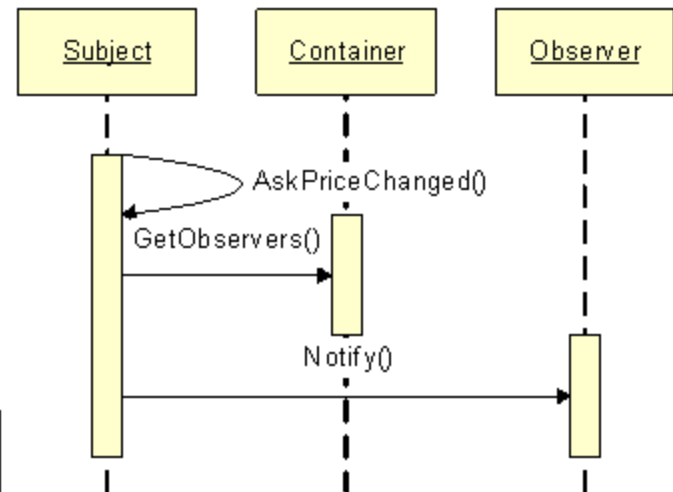 Subject
Container
Observer
AskPriceChanged()
GetObservers()
Notify()